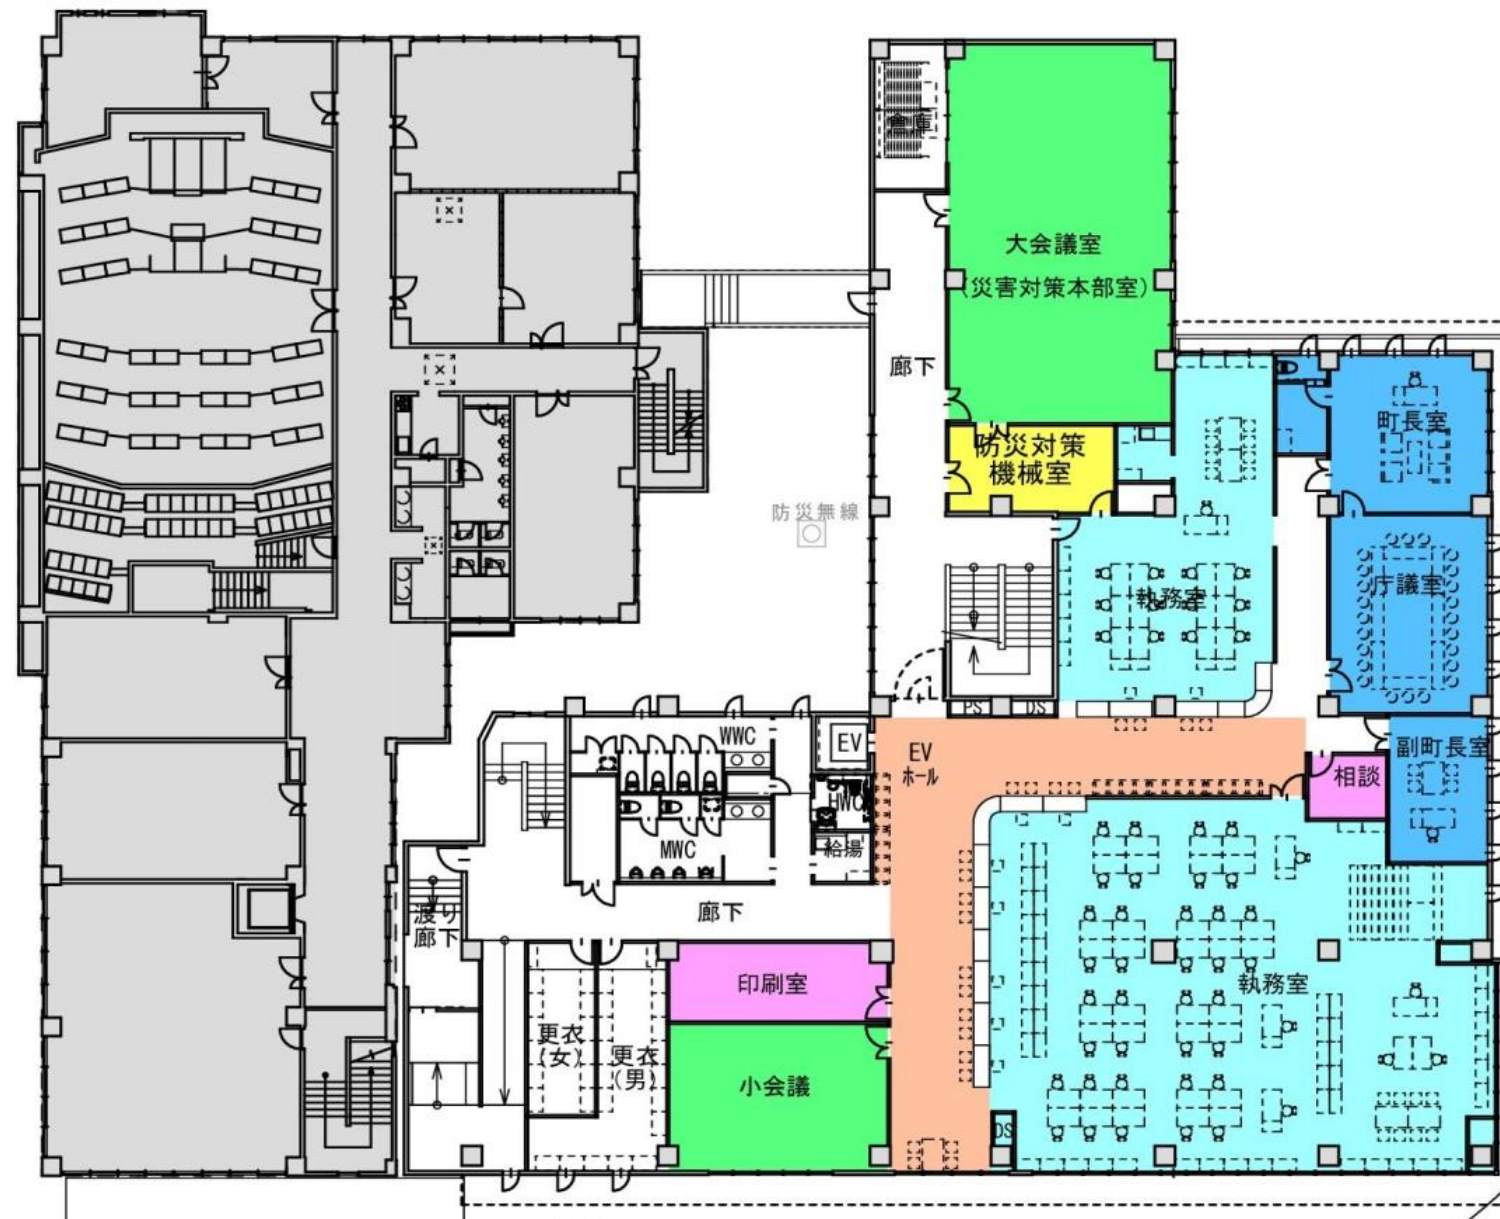 倉庫
大会議室
(災害対策本部室)
廊下
町長室
防災対策
機械室
防災無線
執務室
庁議室
PS
DS
WWC
EV
EV
ホール
副町長室
相談
HWC
MWC
給湯
渡り
廊下
廊下
印刷室
執務室
更衣
(女)
更衣
(男)
小会議
DS